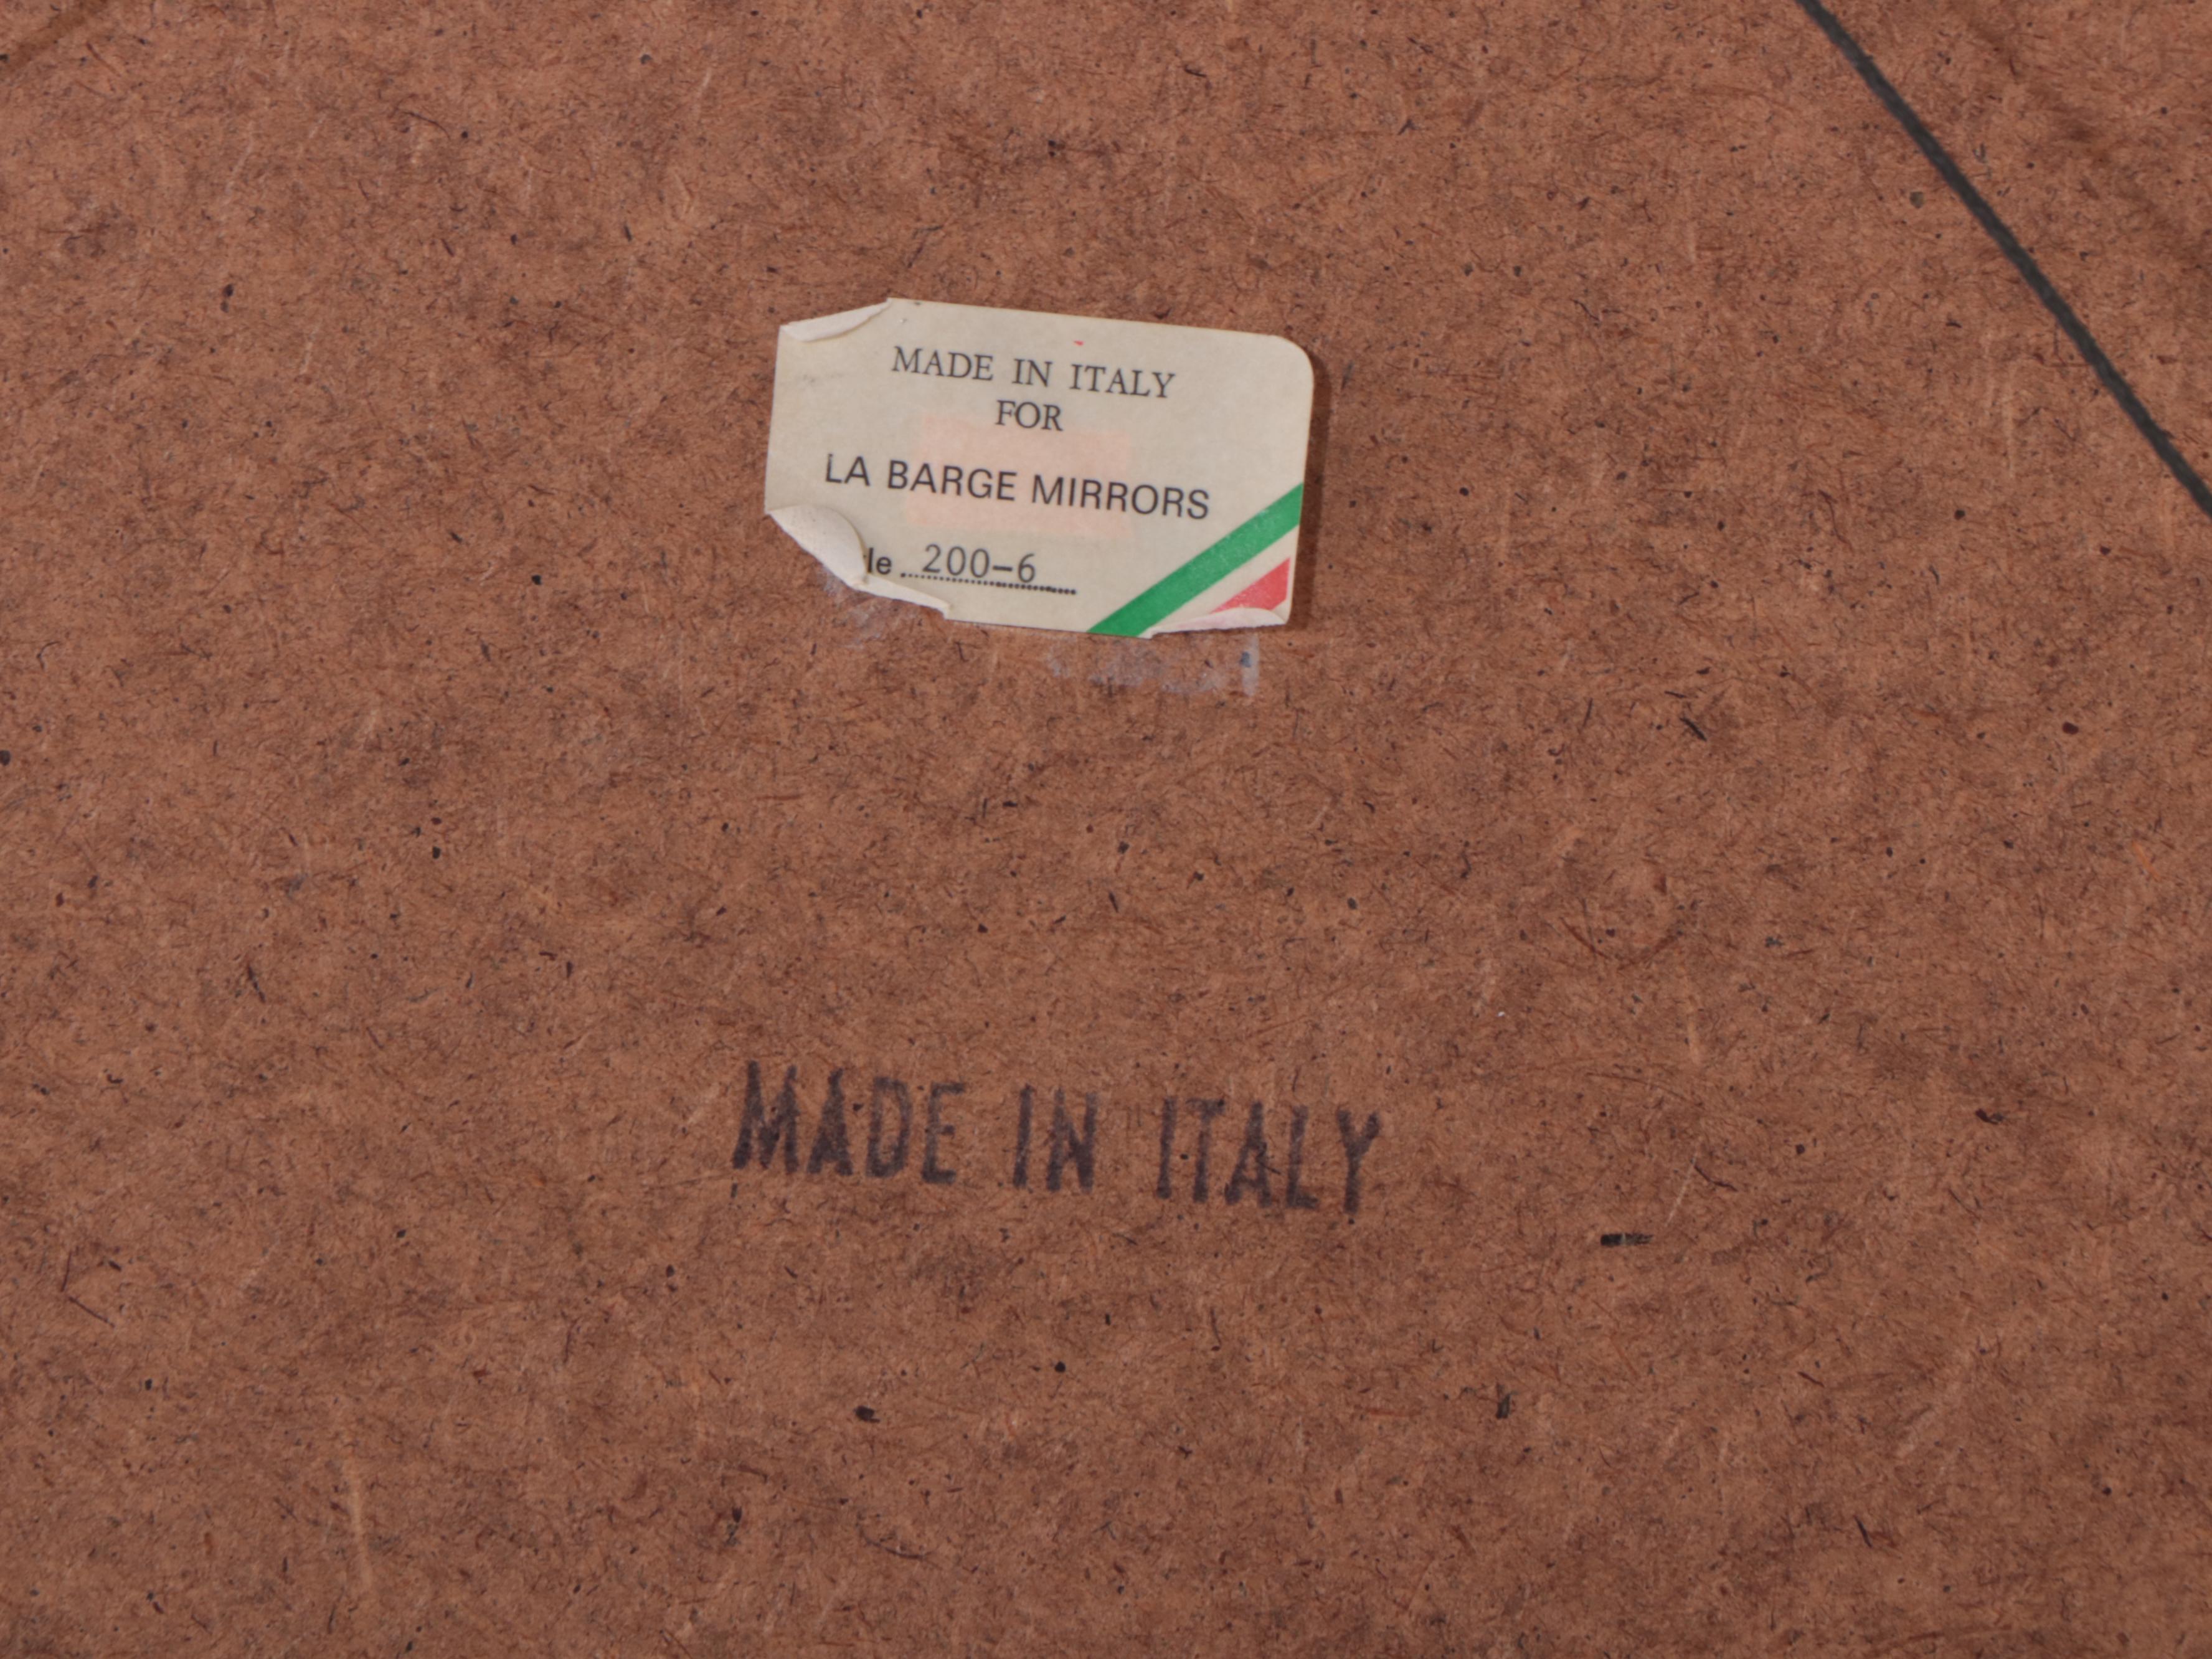 MADE IN ITALY
FOR
LA BARGE MIRRORS
200-6
MADE IN ITALY